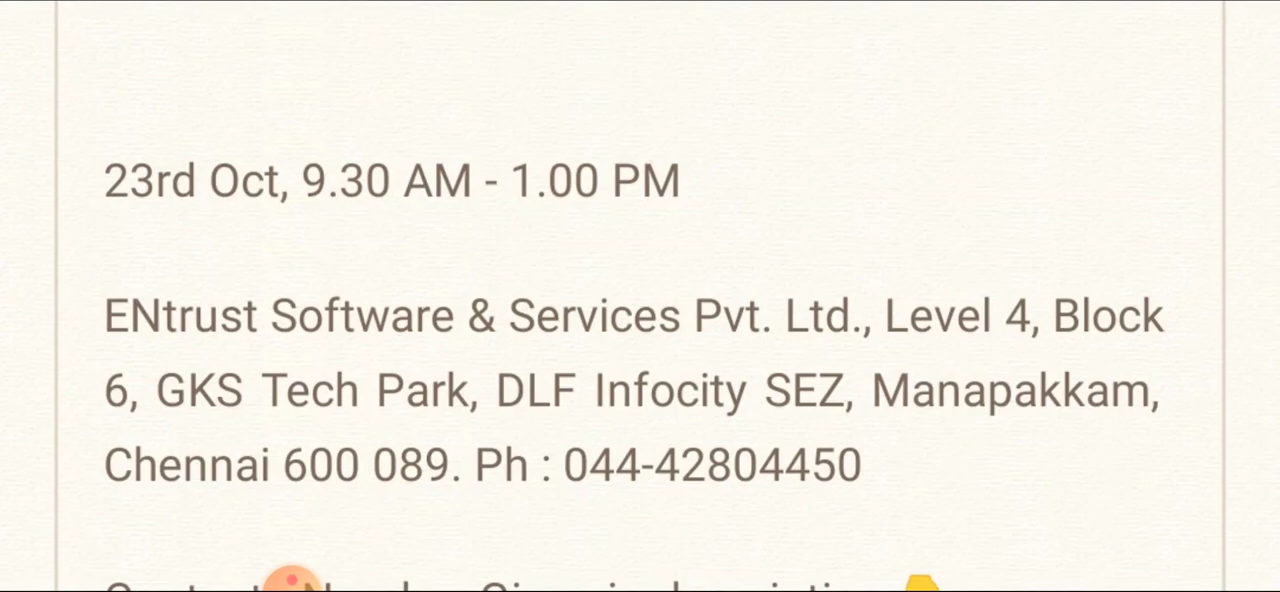 23rd Oct, 9.30 AM - 1.00 PM
ENtrust Software & Services Pvt. Ltd., Level 4, Block
6, GKS Tech Park, DLF Infocity SEZ, Manapakkam,
Chennai 600 089. Ph : 044-42804450